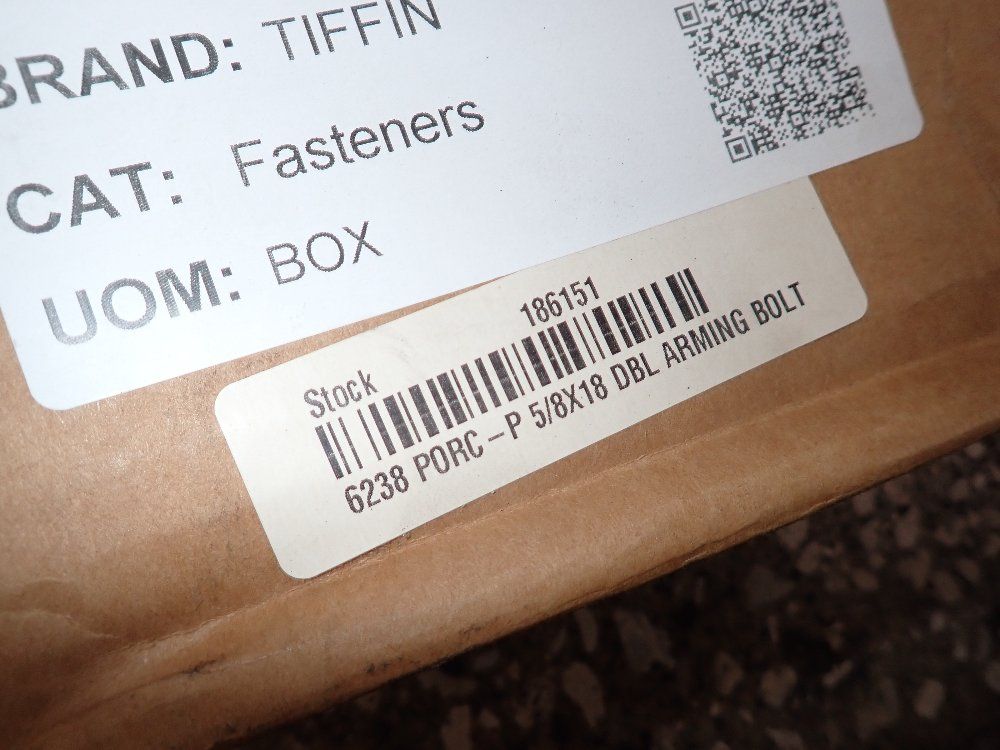 BRAND: TIFFIN
CAT: Fasteners
UOM: BOX
Stock 186151
6238 PORC-P 5/8X18 DBL ARMING BOLT